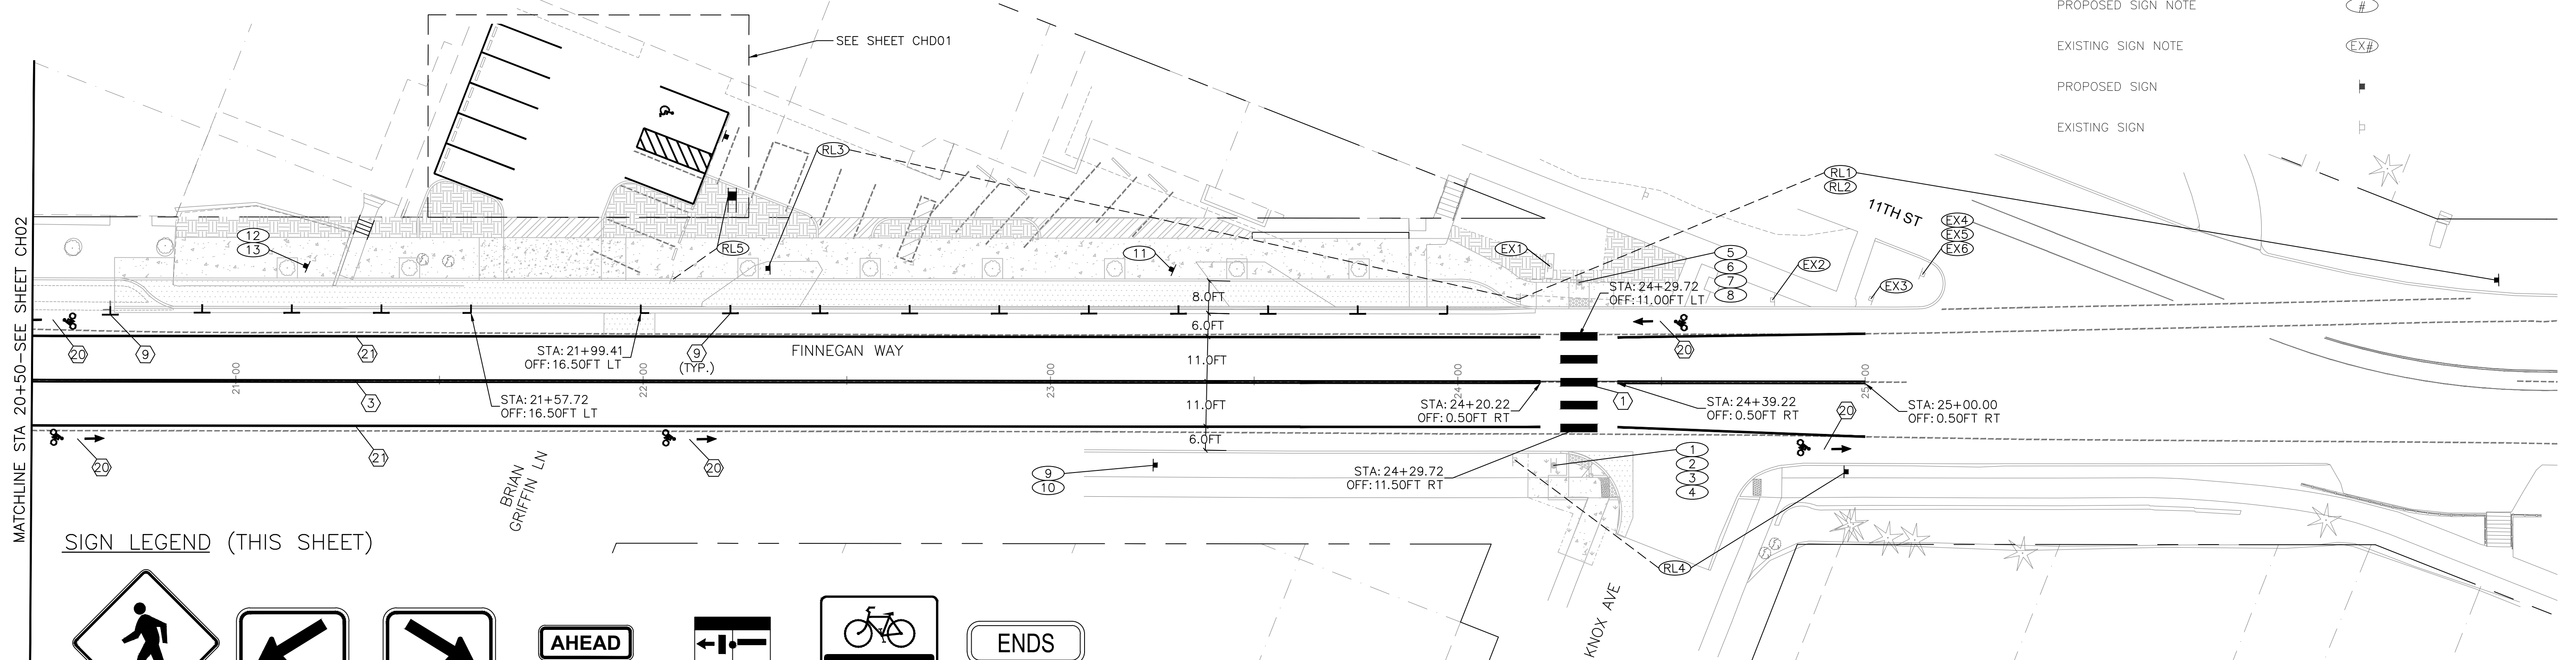 PROPOSED SIGN NOTE
#
EXISTING SIGN NOTE
EX#
PROPOSED SIGN
EXISTING SIGN
SEE SHEET CHD01
RL3
RL1
RL2
11TH ST
EX4
EX5
EX6
12
13
RL5
11
EX1
5
6
7
8
EX2
EX3
8.0FT
STA: 24+29.72
OFF: 11.00FT LT
6.0FT
20
9
21
STA: 21+99.41
OFF: 16.50FT LT
9
(TYP.)
FINNEGAN WAY
11.0FT
20
21+00
22+00
23+00
24+00
25+00
3
STA: 21+57.72
OFF: 16.50FT LT
11.0FT
STA: 24+20.22
OFF: 0.50FT RT
1
STA: 24+39.22
OFF: 0.50FT RT
20
STA: 25+00.00
OFF: 0.50FT RT
6.0FT
20
21
20
9
10
STA: 24+29.72
OFF: 11.50FT RT
1
2
3
4
BRIAN
GRIFFIN LN
RL4
KNOX AVE
MATCHLINE STA 20+50-SEE SHEET CH02
SIGN LEGEND (THIS SHEET)
AHEAD
ENDS